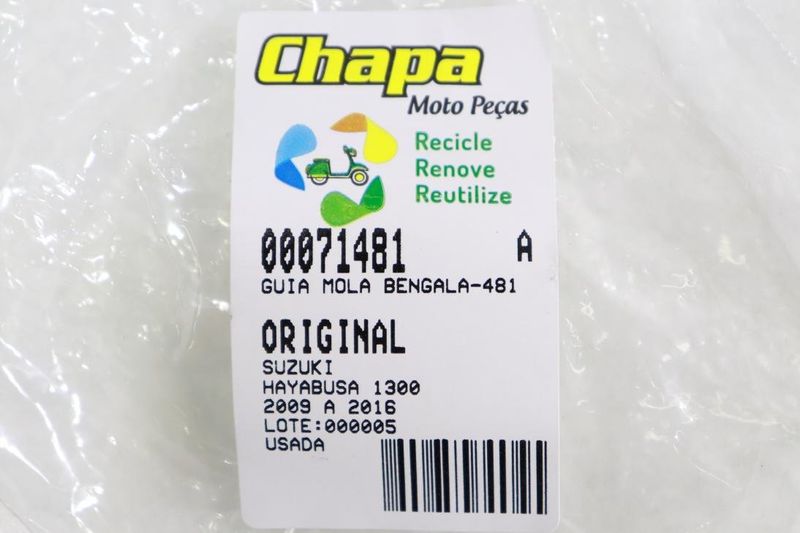 Chapa
Moto Peças
Recicle
Renove
Reutilize
00071481 A
GUIA MOLA BENGALA-481
ORIGINAL
SUZUKI
HAYABUSA 1300
2009 A 2016
LOTE:000005
USADA